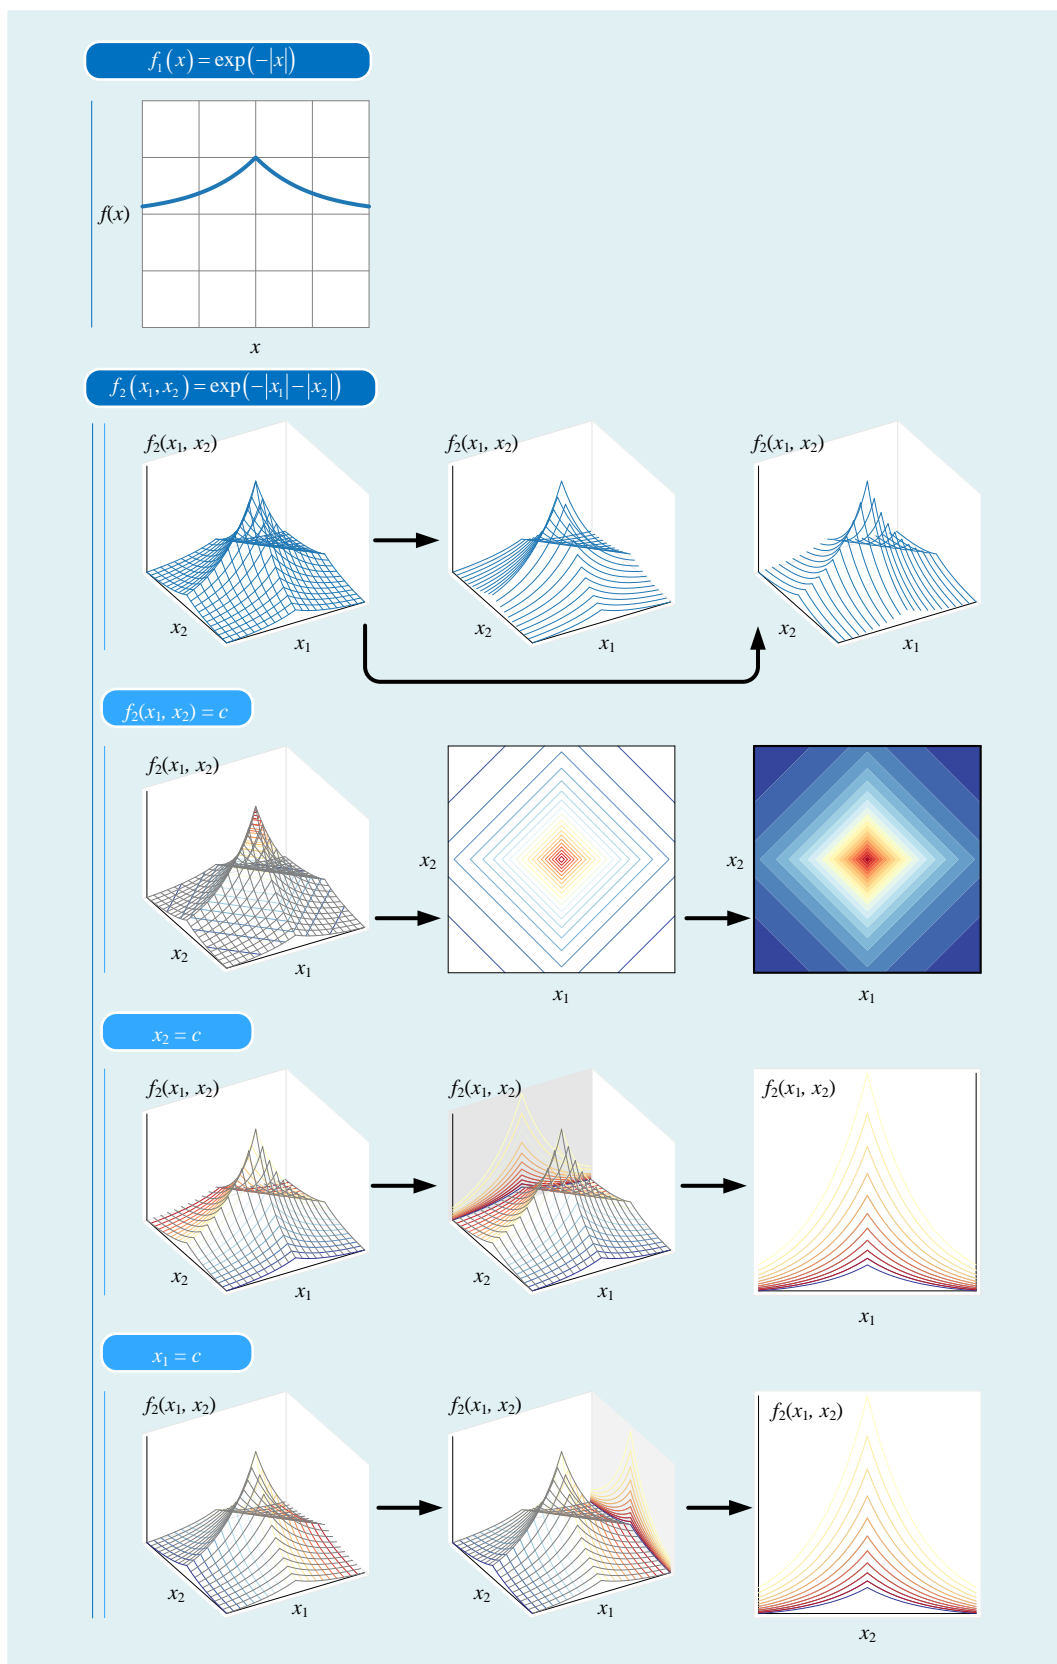 f₁(x) = exp(−|x|)
f(x)
x
f₂(x₁, x₂) = exp(−|x₁| − |x₂|)
f₂(x₁, x₂) f₂(x₁, x₂) f₂(x₁, x₂)
x₂ x₁ x₂ x₁ x₂ x₁
f₂(x₁, x₂) = c
f₂(x₁, x₂)
x₂ x₂
x₂ x₁
x₁ x₁
x₂ = c
f₂(x₁, x₂) f₂(x₁, x₂) f₂(x₁, x₂)
x₂ x₁ x₂ x₁
x₁
x₁ = c
f₂(x₁, x₂) f₂(x₁, x₂) f₂(x₁, x₂)
x₂ x₁ x₂ x₁
x₂